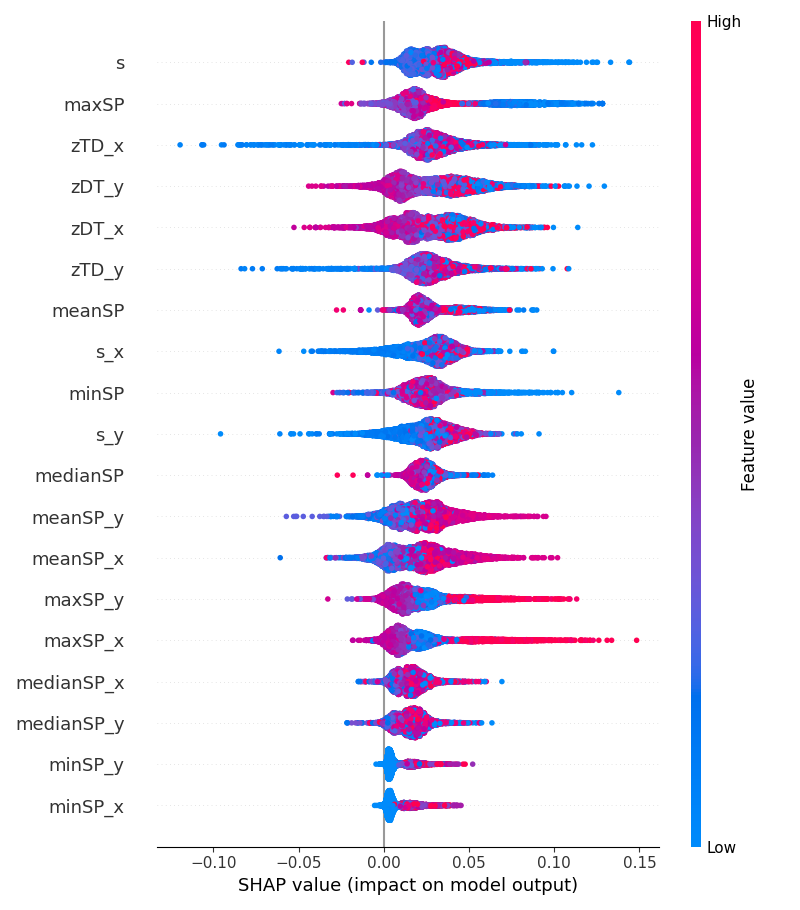 High
s
maxSP
zTD_x
zDT_y
zDT_x
zTD_y
meanSP
s_x
minSP
s_y
medianSP
meanSP_y
meanSP_x
maxSP_y
maxSP_x
medianSP_x
medianSP_y
minSP_y
minSP_x
Feature value
Low
−0.10 −0.05 0.00 0.05 0.10 0.15
SHAP value (impact on model output)